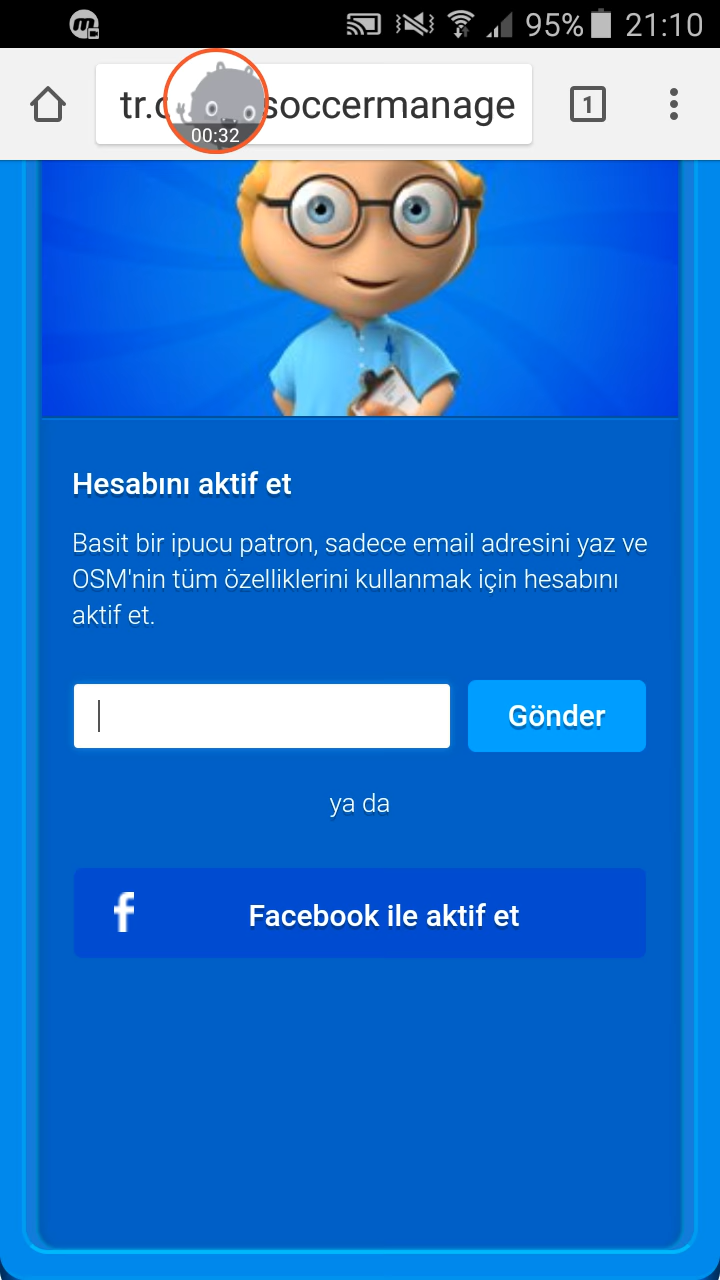 95% 21:10
soccermanage
1
00:32
Hesabını aktif et
Basit bir ipucu patron, sadece email adresini yaz ve
OSM'nin tüm özelliklerini kullanmak için hesabını
aktif et.
Gönder
ya da
f
Facebook ile aktif et